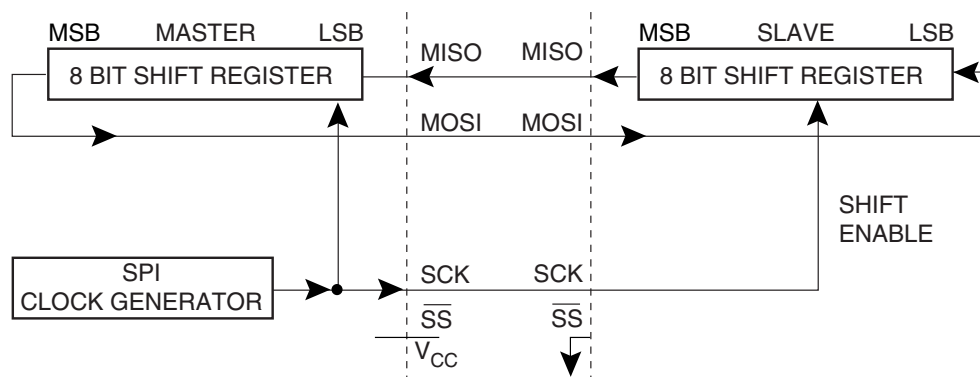 MSB MASTER LSB
8 BIT SHIFT REGISTER
MISO MISO
MSB SLAVE LSB
8 BIT SHIFT REGISTER
MOSI MOSI
SHIFT
ENABLE
SPI
CLOCK GENERATOR
SCK SCK
SS SS
VCC